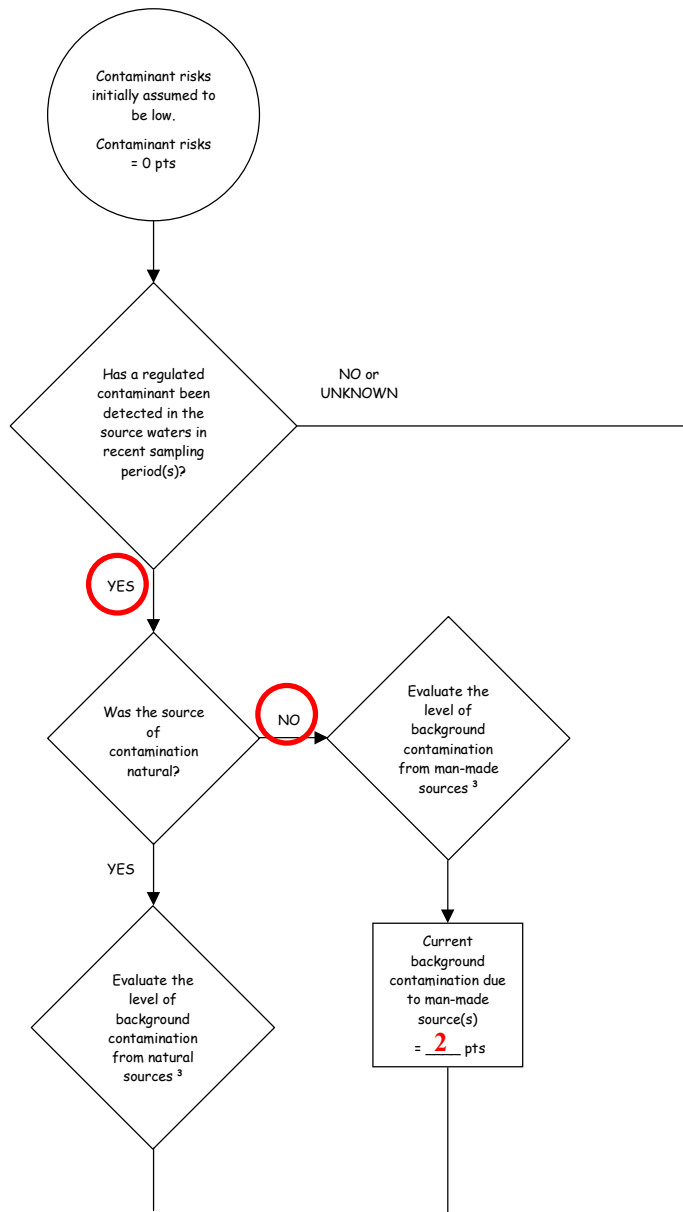 Contaminant risks
initially assumed to
be low.
Contaminant risks
= 0 pts
Has a regulated
contaminant been
detected in the
source waters in
recent sampling
period(s)?
NO or
UNKNOWN
YES
Was the source
of
contamination
natural?
NO
Evaluate the
level of
background
contamination
from man-made
sources ³
YES
Evaluate the
level of
background
contamination
from natural
sources ³
Current
background
contamination due
to man-made
source(s)
= __2__ pts